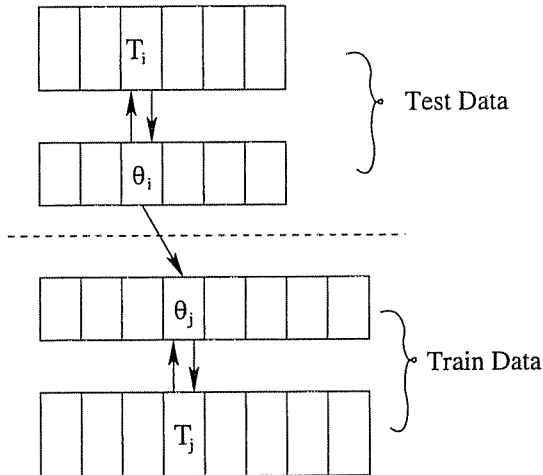 T_i
Test Data
θ_i
θ_j
Train Data
T_j